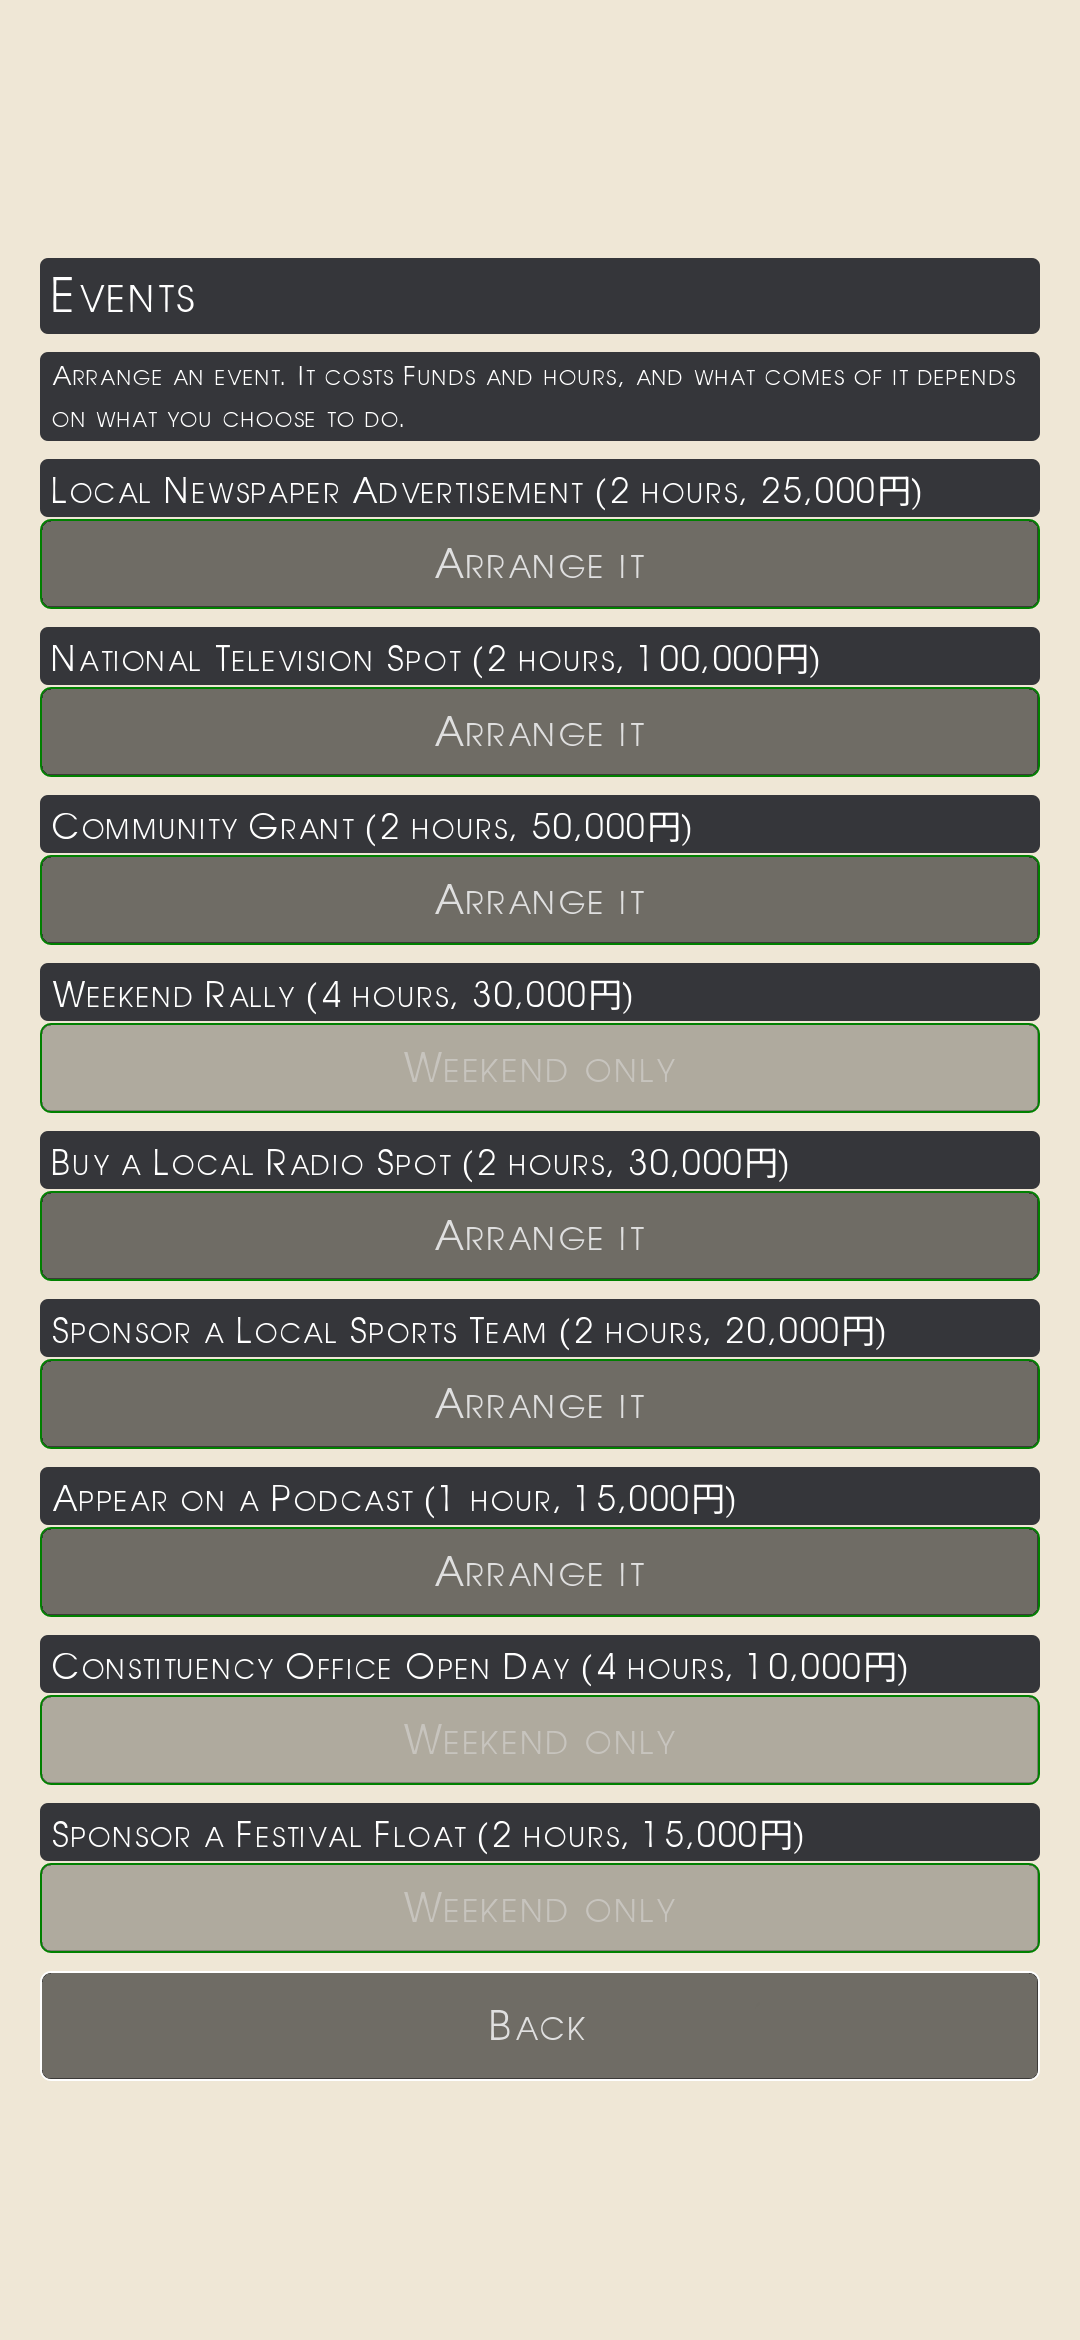 Events
Arrange an event. It costs Funds and hours, and what comes of it depends
on what you choose to do.
Local Newspaper Advertisement (2 hours, 25,000円)
Arrange it
National Television Spot (2 hours, 100,000円)
Arrange it
Community Grant (2 hours, 50,000円)
Arrange it
Weekend Rally (4 hours, 30,000円)
Weekend only
Buy a Local Radio Spot (2 hours, 30,000円)
Arrange it
Sponsor a Local Sports Team (2 hours, 20,000円)
Arrange it
Appear on a Podcast (1 hour, 15,000円)
Arrange it
Constituency Office Open Day (4 hours, 10,000円)
Weekend only
Sponsor a Festival Float (2 hours, 15,000円)
Weekend only
Back